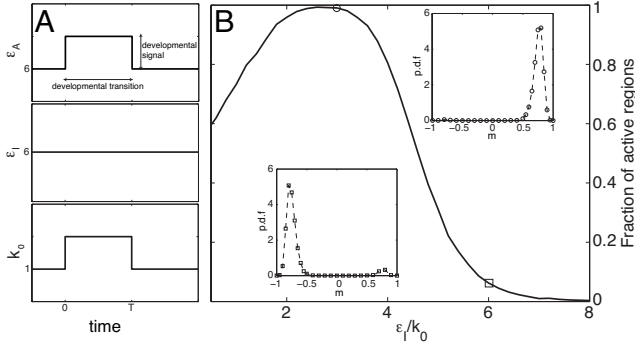 A
ε_A
6
developmental
signal
developmental transition
ε_I
6
k_0
1
0
T
time
B
p.d.f
6
4
2
0
−1
−0.5
0
0.5
1
m
p.d.f
6
4
2
0
−1
−0.5
0
0.5
1
m
1
0.8
0.6
0.4
0.2
0
Fraction of active regions
2
4
6
8
ε_I/k_0